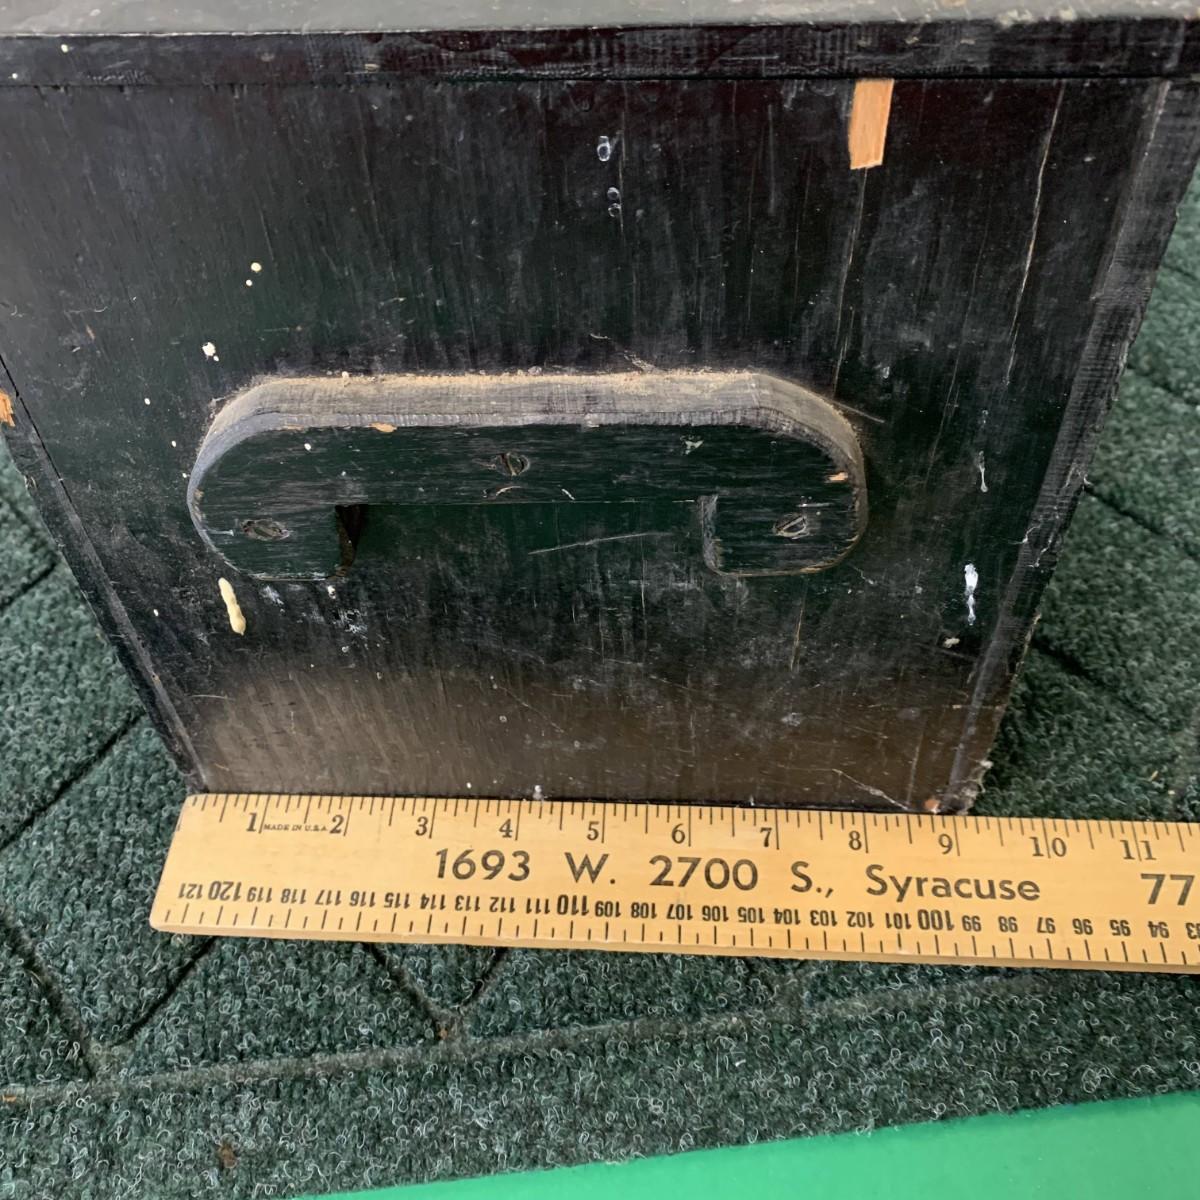 1 MADE IN U.S.A 2 3 4 5 6 7 8 9 10 11
1693 W. 2700 S., Syracuse 77
121 120 119 118 117 116 115 114 113 112 111 110 109 108 107 106 105 104 103 102 101 100 99 98 97 96 95 94 93